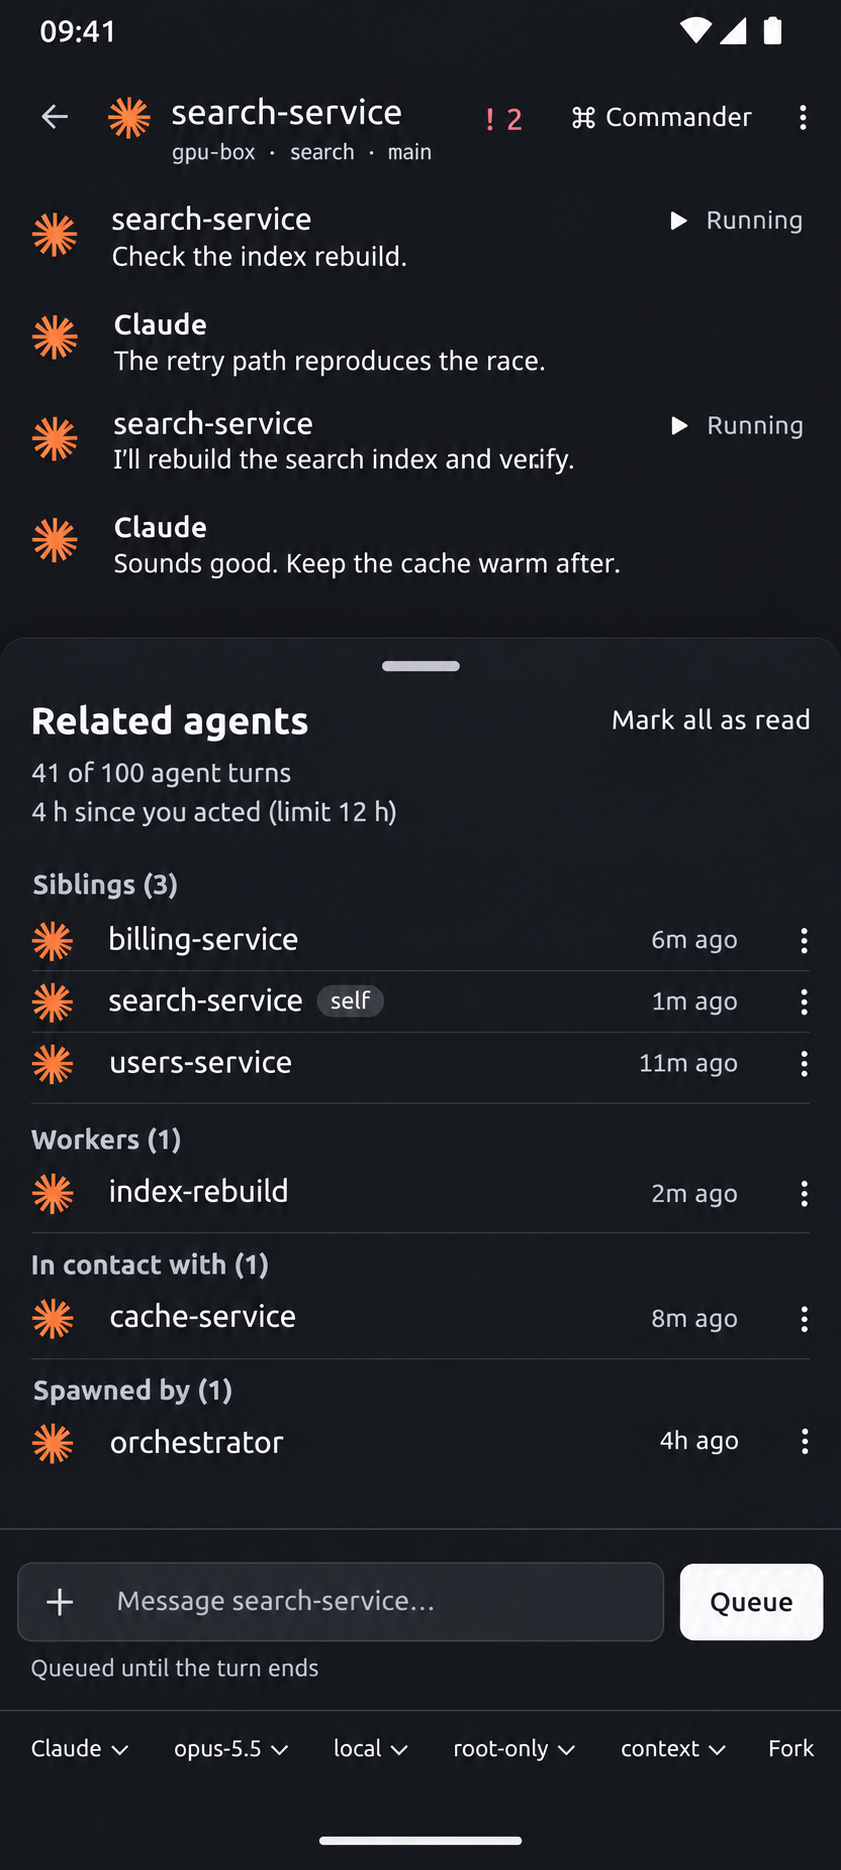 09:41
search-service
! 2
⌘ Commander
gpu-box · search · main
search-service
Running
Check the index rebuild.
Claude
The retry path reproduces the race.
search-service
Running
I’ll rebuild the search index and verify.
Claude
Sounds good. Keep the cache warm after.
Related agents
Mark all as read
41 of 100 agent turns
4 h since you acted (limit 12 h)
Siblings (3)
billing-service
6m ago
search-service
self
1m ago
users-service
11m ago
Workers (1)
index-rebuild
2m ago
In contact with (1)
cache-service
8m ago
Spawned by (1)
orchestrator
4h ago
Message search-service...
Queue
Queued until the turn ends
Claude
opus-5.5
local
root-only
context
Fork